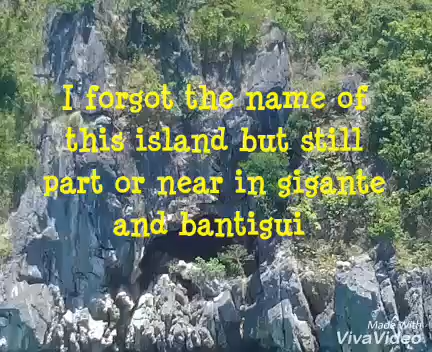 I forgot the name of
this island but still
part or near in gigante
and bantigui
Made With
VivaVideo